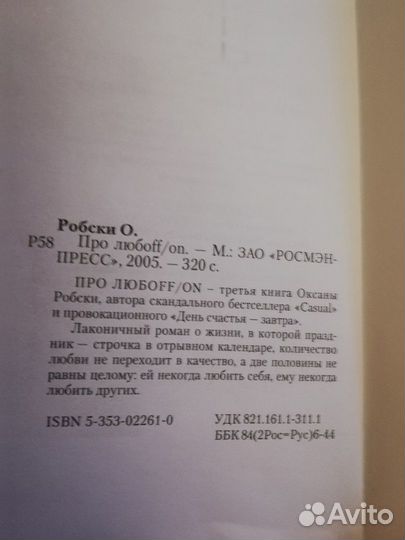 Робски О.
Р58 Про любоff/on. — М.: ЗАО «РОСМЭН-
ПРЕСС», 2005. — 320 с.
ПРО ЛЮБОFF/ON – третья книга Оксаны
Робски, автора скандального бестселлера «Casual»
и провокационного «День счастья – завтра».
Лаконичный роман о жизни, в которой празд-
ник — строчка в отрывном календаре, количество
любви не переходит в качество, а две половины не
равны целому: ей некогда любить себя, ему некогда
любить других.
ISBN 5-353-02261-0
УДК 821.161.1-311.1
ББК 84(2Рос=Рус)6-44
Avito